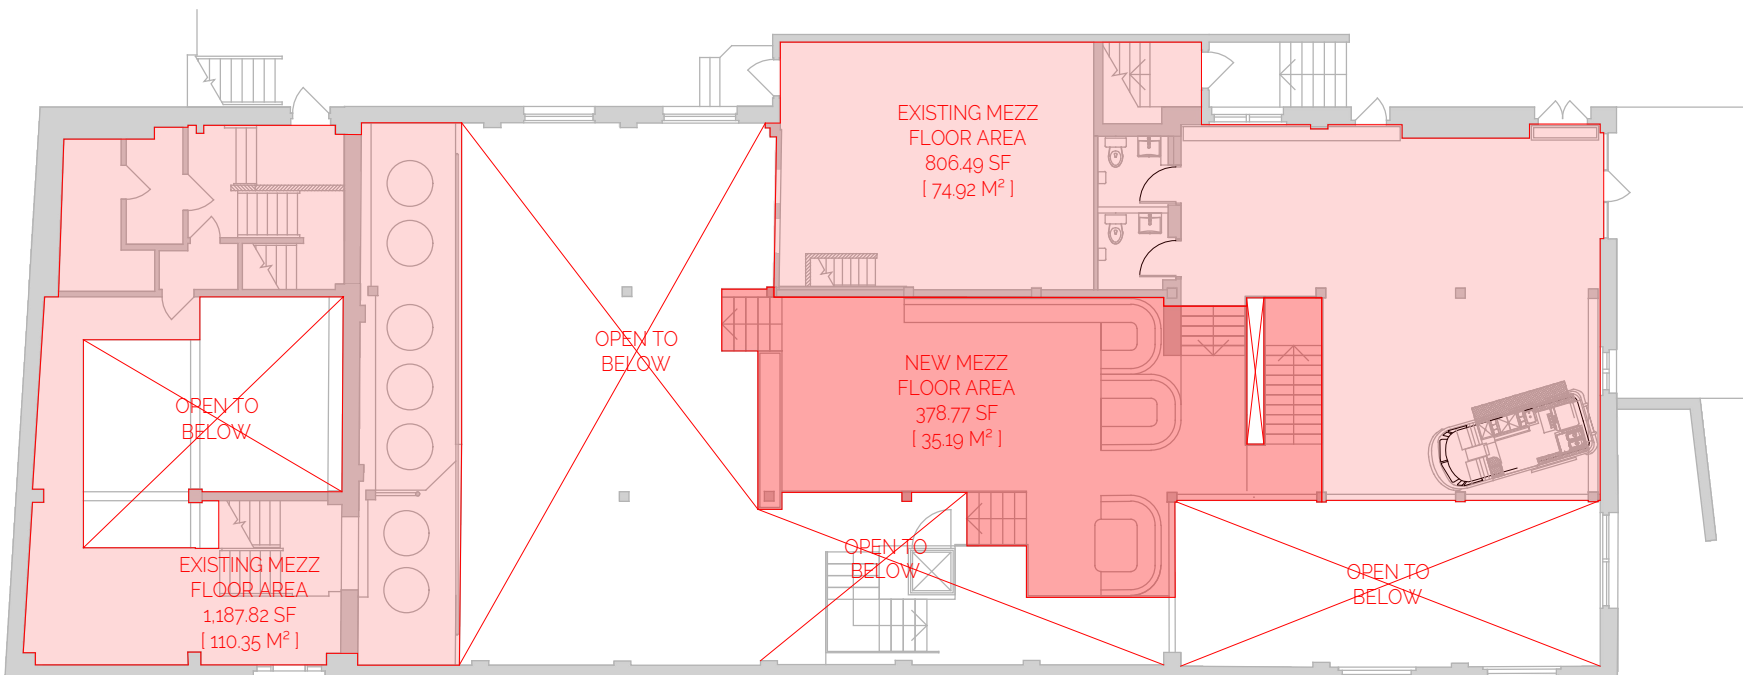 EXISTING MEZZ
FLOOR AREA
806.49 SF
[ 74.92 M² ]
OPEN TO
BELOW
NEW MEZZ
FLOOR AREA
378.77 SF
[ 35.19 M² ]
OPEN TO
BELOW
OPEN TO
BELOW
EXISTING MEZZ
FLOOR AREA
1,187.82 SF
[ 110.35 M² ]
OPEN TO
BELOW